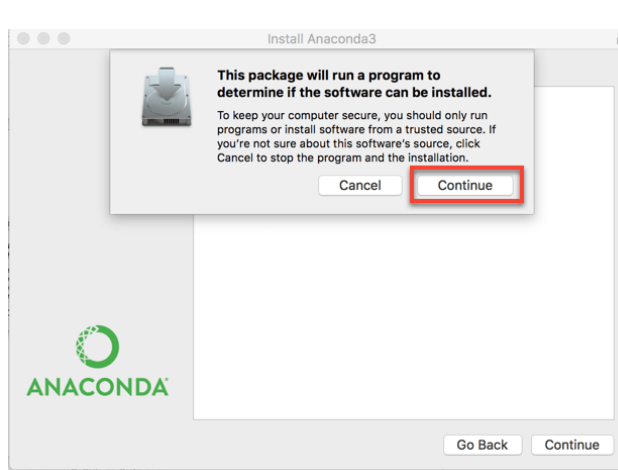 Install Anaconda3
This package will run a program to
determine if the software can be installed.
To keep your computer secure, you should only run
programs or install software from a trusted source. If
you're not sure about this software's source, click
Cancel to stop the program and the installation.
Cancel
Continue
ANACONDA
Go Back
Continue